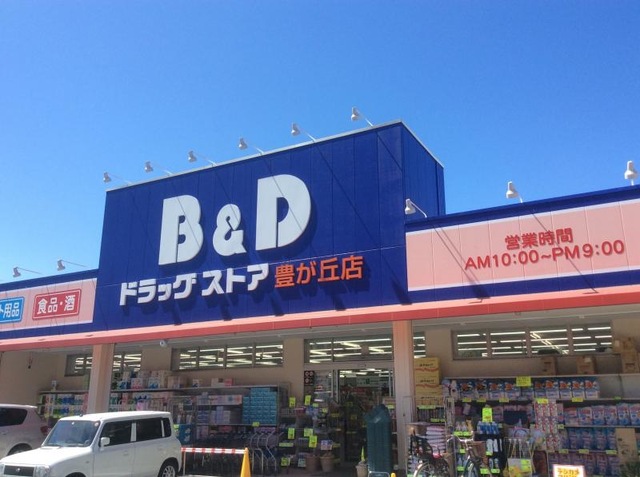 B&D
ドラッグストア 豊が丘店
営業時間
AM10:00~PM9:00
ト用品
食品・酒